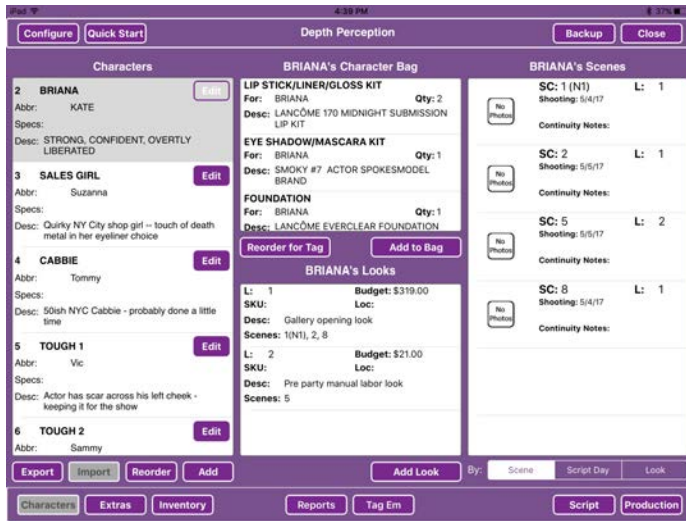 iPad
4:39 PM
37%
Configure
Quick Start
Depth Perception
Backup
Close
Characters
2 BRIANA
Edit
Abbr: KATE
Specs:
Desc: STRONG, CONFIDENT, OVERTLY
LIBERATED
3 SALES GIRL
Edit
Abbr: Suzanna
Specs:
Desc: Quirky NY City shop girl -- touch of death
metal in her eyeliner choice
4 CABBIE
Edit
Abbr: Tommy
Specs:
Desc: 50ish NYC Cabbie - probably done a little
time
5 TOUGH 1
Edit
Abbr: Vic
Specs:
Desc: Actor has scar across his left cheek -
keeping it for the show
6 TOUGH 2
Edit
Abbr: Sammy
Export
Import
Reorder
Add
BRIANA's Character Bag
LIP STICK/LINER/GLOSS KIT
For: BRIANA Qty: 2
Desc: LANCÔME 170 MIDNIGHT SUBMISSION
LIP KIT
EYE SHADOW/MASCARA KIT
For: BRIANA Qty: 1
Desc: SMOKY #7 ACTOR SPOKESMODEL
BRAND
FOUNDATION
For: BRIANA Qty: 1
Desc: LANCÔME EVERCLEAR FOUNDATION
Reorder for Tag
Add to Bag
BRIANA's Looks
L: 1 Budget: $319.00
SKU: Loc:
Desc: Gallery opening look
Scenes: 1(N1), 2, 8
L: 2 Budget: $21.00
SKU: Loc:
Desc: Pre party manual labor look
Scenes: 5
Add Look
BRIANA's Scenes
SC: 1 (N1) L: 1
Shooting: 5/4/17
No
Photos
Continuity Notes:
SC: 2 L: 1
Shooting: 5/5/17
No
Photos
Continuity Notes:
SC: 5 L: 2
Shooting: 5/5/17
No
Photos
Continuity Notes:
SC: 8 L: 1
Shooting: 5/4/17
No
Photos
Continuity Notes:
By:
Scene
Script Day
Look
Characters
Extras
Inventory
Reports
Tag Em
Script
Production